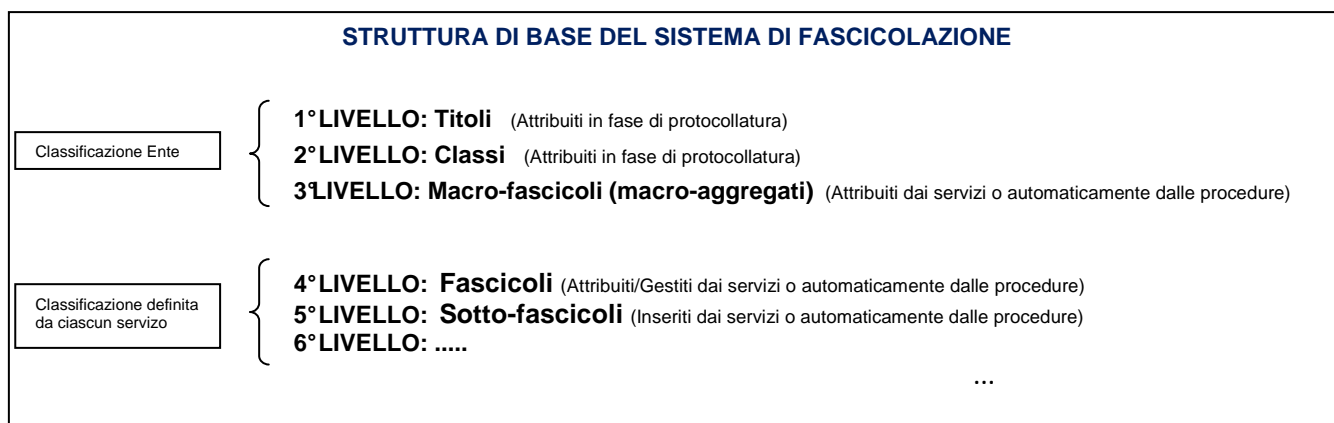 STRUTTURA DI BASE DEL SISTEMA DI FASCICOLAZIONE
Classificazione Ente
1° LIVELLO: Titoli (Attribuiti in fase di protocollatura)
2° LIVELLO: Classi (Attribuiti in fase di protocollatura)
3° LIVELLO: Macro-fascicoli (macro-aggregati) (Attribuiti dai servizi o automaticamente dalle procedure)
Classificazione definita
da ciascun servizo
4° LIVELLO: Fascicoli (Attribuiti/Gestiti dai servizi o automaticamente dalle procedure)
5° LIVELLO: Sotto-fascicoli (Inseriti dai servizi o automaticamente dalle procedure)
6° LIVELLO: .....
...